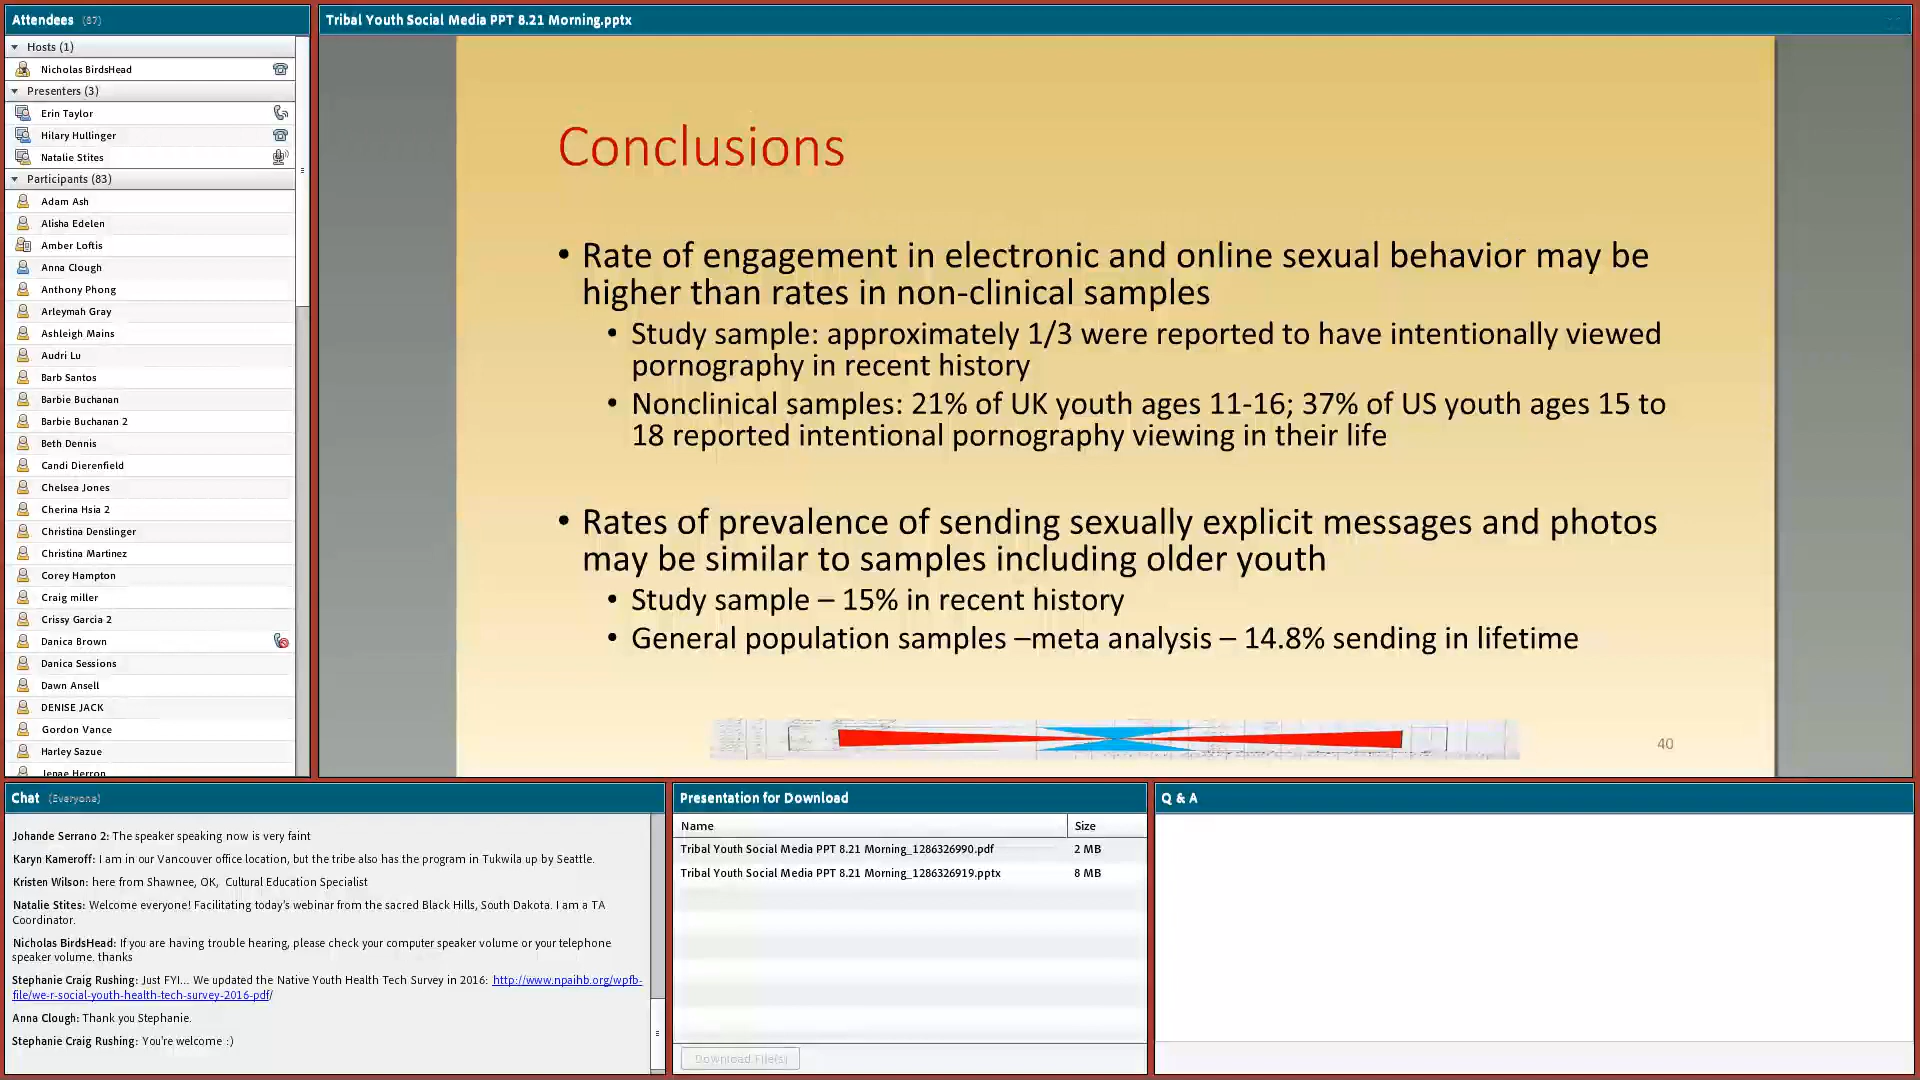 Attendees (87)
Hosts (1)
Nicholas BirdsHead
Presenters (3)
Erin Taylor
Hilary Hullinger
Natalie Stites
Participants (83)
Adam Ash
Alisha Edelen
Amber Loftis
Anna Clough
Anthony Phong
Arleymah Gray
Ashleigh Mains
Audri Lu
Barb Santos
Barbie Buchanan
Barbie Buchanan 2
Beth Dennis
Candi Dierenfield
Chelsea Jones
Cherina Hsia 2
Christina Denslinger
Christina Martinez
Corey Hampton
Craig miller
Crissy Garcia 2
Danica Brown
Danica Sessions
Dawn Ansell
DENISE JACK
Gordon Vance
Harley Sazue
Jenae Herron
Tribal Youth Social Media PPT 8.21 Morning.pptx
Conclusions
• Rate of engagement in electronic and online sexual behavior may be
higher than rates in non-clinical samples
• Study sample: approximately 1/3 were reported to have intentionally viewed
pornography in recent history
• Nonclinical samples: 21% of UK youth ages 11-16; 37% of US youth ages 15 to
18 reported intentional pornography viewing in their life
• Rates of prevalence of sending sexually explicit messages and photos
may be similar to samples including older youth
• Study sample – 15% in recent history
• General population samples –meta analysis – 14.8% sending in lifetime
40
Chat (Everyone)
Johande Serrano 2: The speaker speaking now is very faint
Karyn Kameroff: I am in our Vancouver office location, but the tribe also has the program in Tukwila up by Seattle.
Kristen Wilson: here from Shawnee, OK, Cultural Education Specialist
Natalie Stites: Welcome everyone! Facilitating today's webinar from the sacred Black Hills, South Dakota. I am a TA
Coordinator.
Nicholas BirdsHead: If you are having trouble hearing, please check your computer speaker volume or your telephone
speaker volume. thanks
Stephanie Craig Rushing: Just FYI... We updated the Native Youth Health Tech Survey in 2016: http://www.npaihb.org/wpfb-
file/we-r-social-youth-health-tech-survey-2016-pdf/
Anna Clough: Thank you Stephanie.
Stephanie Craig Rushing: You're welcome :)
Presentation for Download
Name Size
Tribal Youth Social Media PPT 8.21 Morning_1286326990.pdf 2 MB
Tribal Youth Social Media PPT 8.21 Morning_1286326919.pptx 8 MB
Download File(s)
Q & A